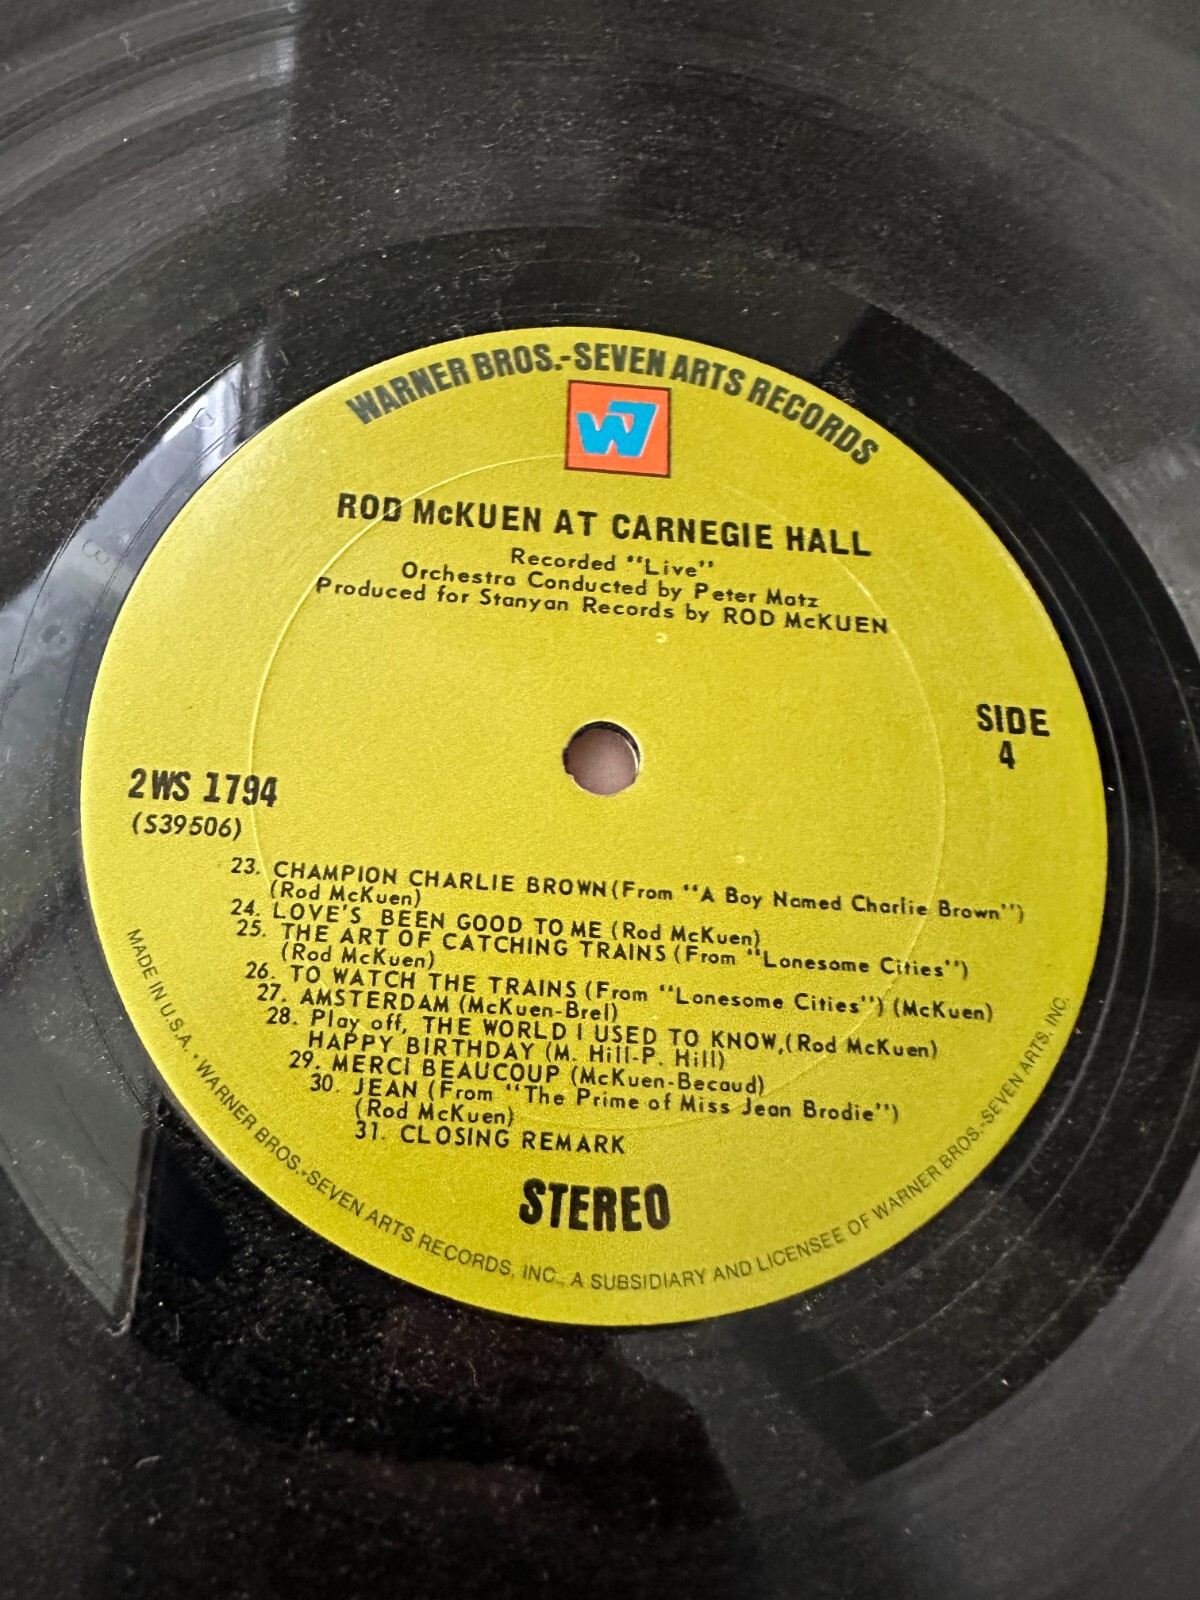 WARNER BROS.-SEVEN ARTS RECORDS
W7
ROD McKUEN AT CARNEGIE HALL
Recorded "Live"
Orchestra Conducted by Peter Matz
Produced for Stanyan Records by ROD McKUEN
SIDE
4
2WS 1794
(S39506)
23. CHAMPION CHARLIE BROWN (From "A Boy Named Charlie Brown")
(Rod McKuen)
24. LOVE'S BEEN GOOD TO ME (Rod McKuen)
25. THE ART OF CATCHING TRAINS (From "Lonesome Cities")
(Rod McKuen)
26. TO WATCH THE TRAINS (From "Lonesome Cities") (McKuen)
27. AMSTERDAM (McKuen-Brel)
28. Play off, THE WORLD I USED TO KNOW,(Rod McKuen)
HAPPY BIRTHDAY (M. Hill-P. Hill)
29. MERCI BEAUCOUP (McKuen-Becaud)
30. JEAN (From "The Prime of Miss Jean Brodie")
(Rod McKuen)
31. CLOSING REMARK
STEREO
MADE IN U.S.A. • WARNER BROS.-SEVEN ARTS RECORDS, INC., A SUBSIDIARY AND LICENSEE OF WARNER BROS.-SEVEN ARTS, INC.